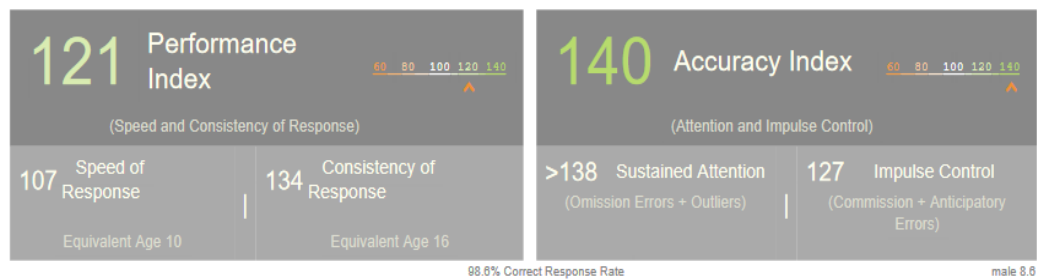 121 Performance Index
60 80 100 120 140
(Speed and Consistency of Response)
107 Speed of Response
Equivalent Age 10
134 Consistency of Response
Equivalent Age 16
140 Accuracy Index
60 80 100 120 140
(Attention and Impulse Control)
>138 Sustained Attention
(Omission Errors + Outliers)
127 Impulse Control
(Commission + Anticipatory
Errors)
98.6% Correct Response Rate
male 8.6